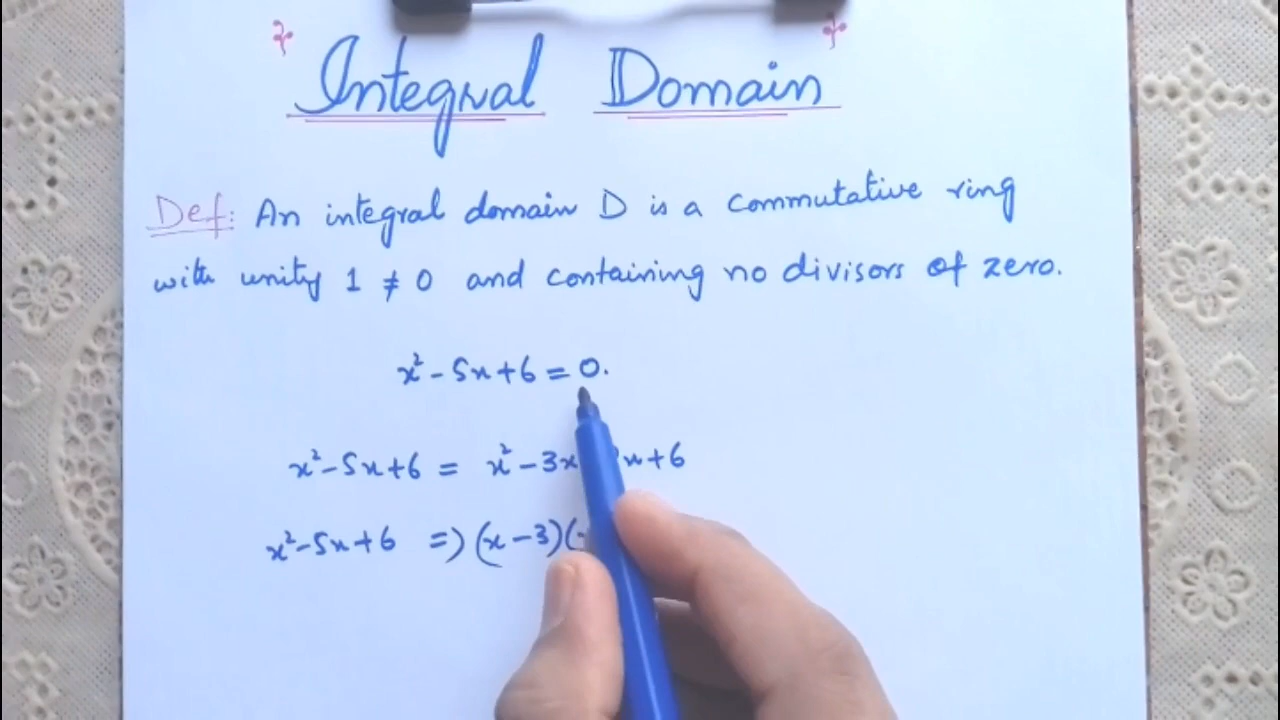 Integral Domain
Def: An integral domain D is a commutative ring
with unity 1 ≠ 0 and containing no divisors of zero.
x² - 5x + 6 = 0.
x² - 5x + 6 = x² - 3x x + 6
x² - 5x + 6 => (x - 3)(